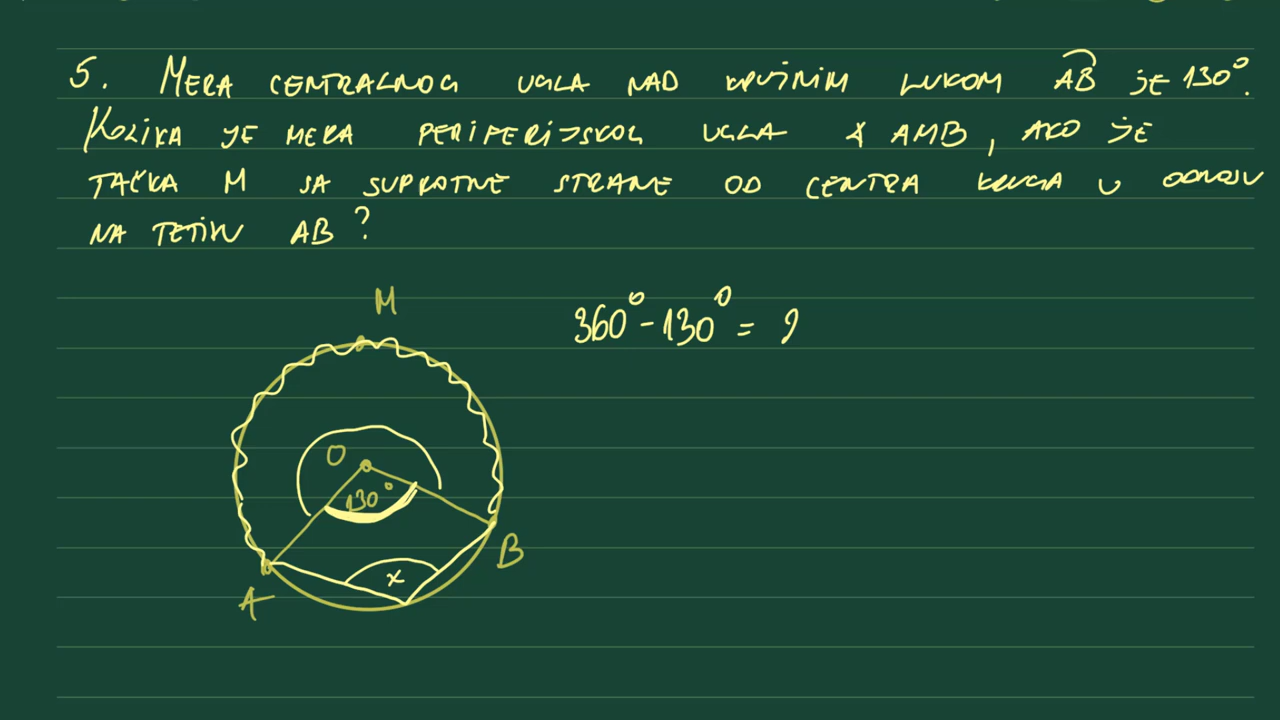 5. MERA CENTRALNOG UGLA NAD KRUŽNIM LUKOM AB JE 130°.
KOLIKA JE MERA PERIFERIJSKOG UGLA ∢ AMB, AKO JE
TAČKA M SA SUPROTNE STRANE OD CENTRA KRUGA U ODNOSU
NA TETIVU AB?
M
360° - 130° = ?
O
130°
B
x
A